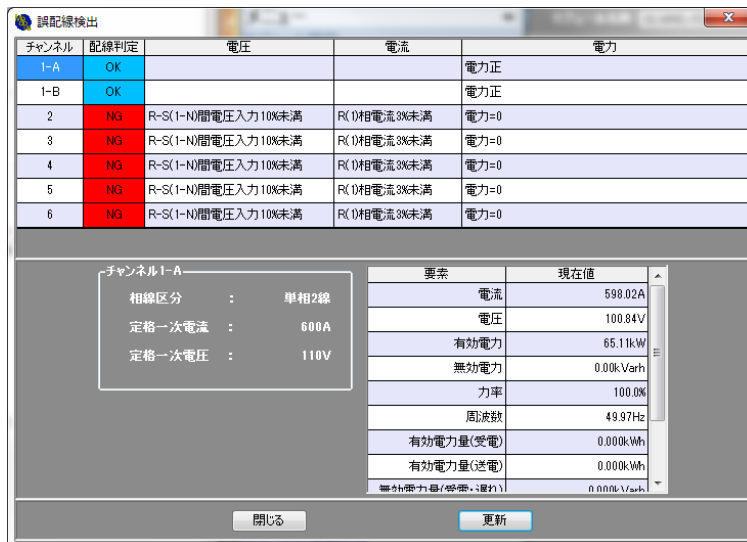 誤配線検出
チャンネル 配線判定 電圧 電流 電力
1-A OK 電力正
1-B OK 電力正
2 NG R-S(1-N)間電圧入力10%未満 R(1)相電流3%未満 電力=0
3 NG R-S(1-N)間電圧入力10%未満 R(1)相電流3%未満 電力=0
4 NG R-S(1-N)間電圧入力10%未満 R(1)相電流3%未満 電力=0
5 NG R-S(1-N)間電圧入力10%未満 R(1)相電流3%未満 電力=0
6 NG R-S(1-N)間電圧入力10%未満 R(1)相電流3%未満 電力=0
チャンネル1-A
相線区分 : 単相2線
定格一次電流 : 600A
定格一次電圧 : 110V
要素 現在値
電流 598.02A
電圧 100.84V
有効電力 65.11kW
無効電力 0.00kVarh
力率 100.0%
周波数 49.97Hz
有効電力量(受電) 0.000kWh
有効電力量(送電) 0.000kWh
無効電力量(受電・遅れ) 0.000kVarh
閉じる 更新